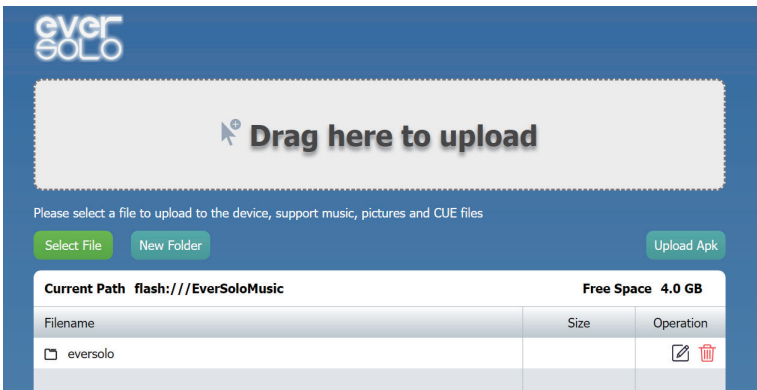 ever
SOLO
Drag here to upload
Please select a file to upload to the device, support music, pictures and CUE files
Select File New Folder Upload Apk
Current Path flash:///EverSoloMusic Free Space 4.0 GB
Filename Size Operation
eversolo